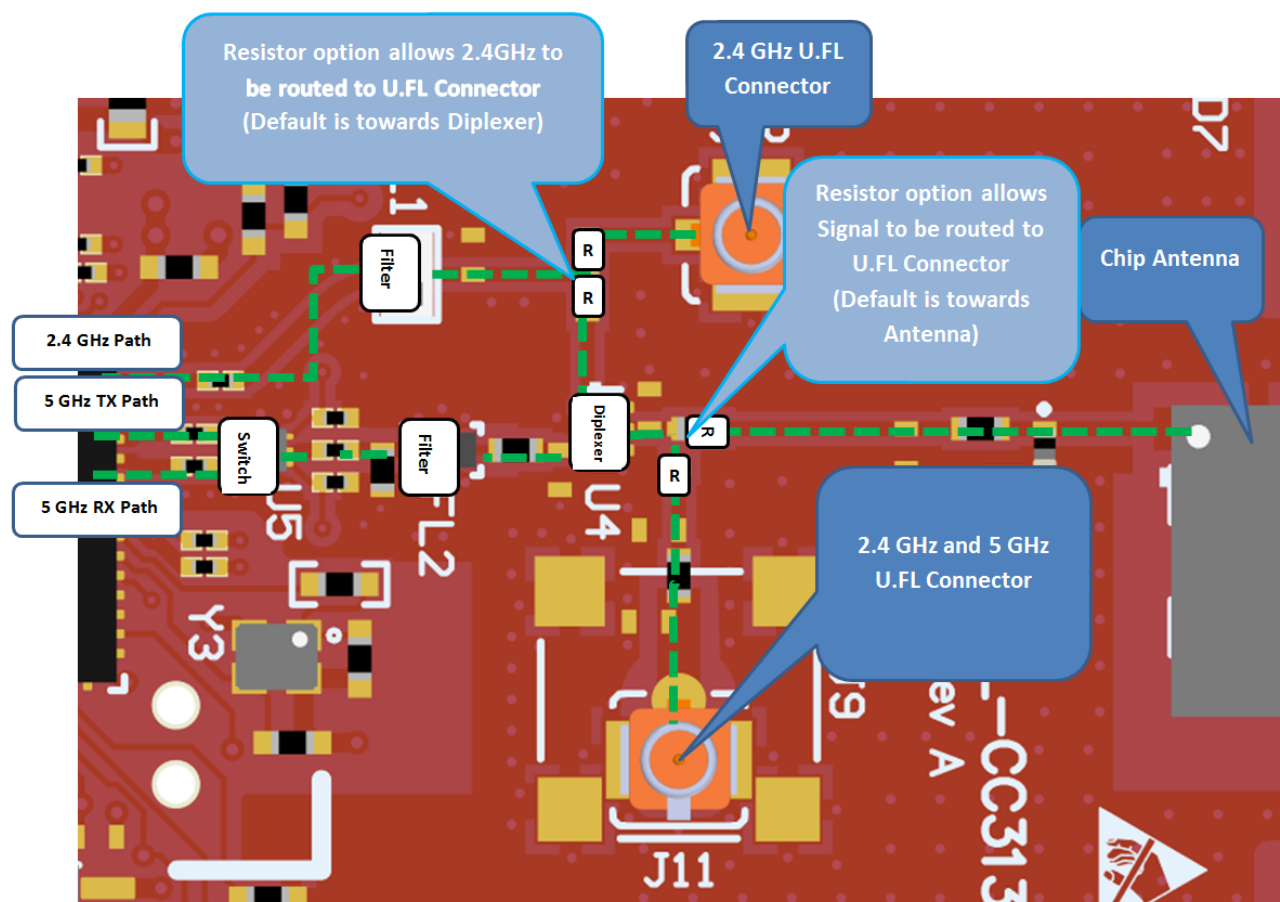 Resistor option allows 2.4GHz to
be routed to U.FL Connector
(Default is towards Diplexer)
2.4 GHz U.FL
Connector
D7
Resistor option allows
Signal to be routed to
U.FL Connector
(Default is towards
Antenna)
Chip Antenna
R
R
Filter
2.4 GHz Path
5 GHz TX Path
5 GHz RX Path
Switch
Filter
Diplexer
R
R
U5
FL2
U4
Y3
2.4 GHz and 5 GHz
U.FL Connector
ev A
CC313
J11